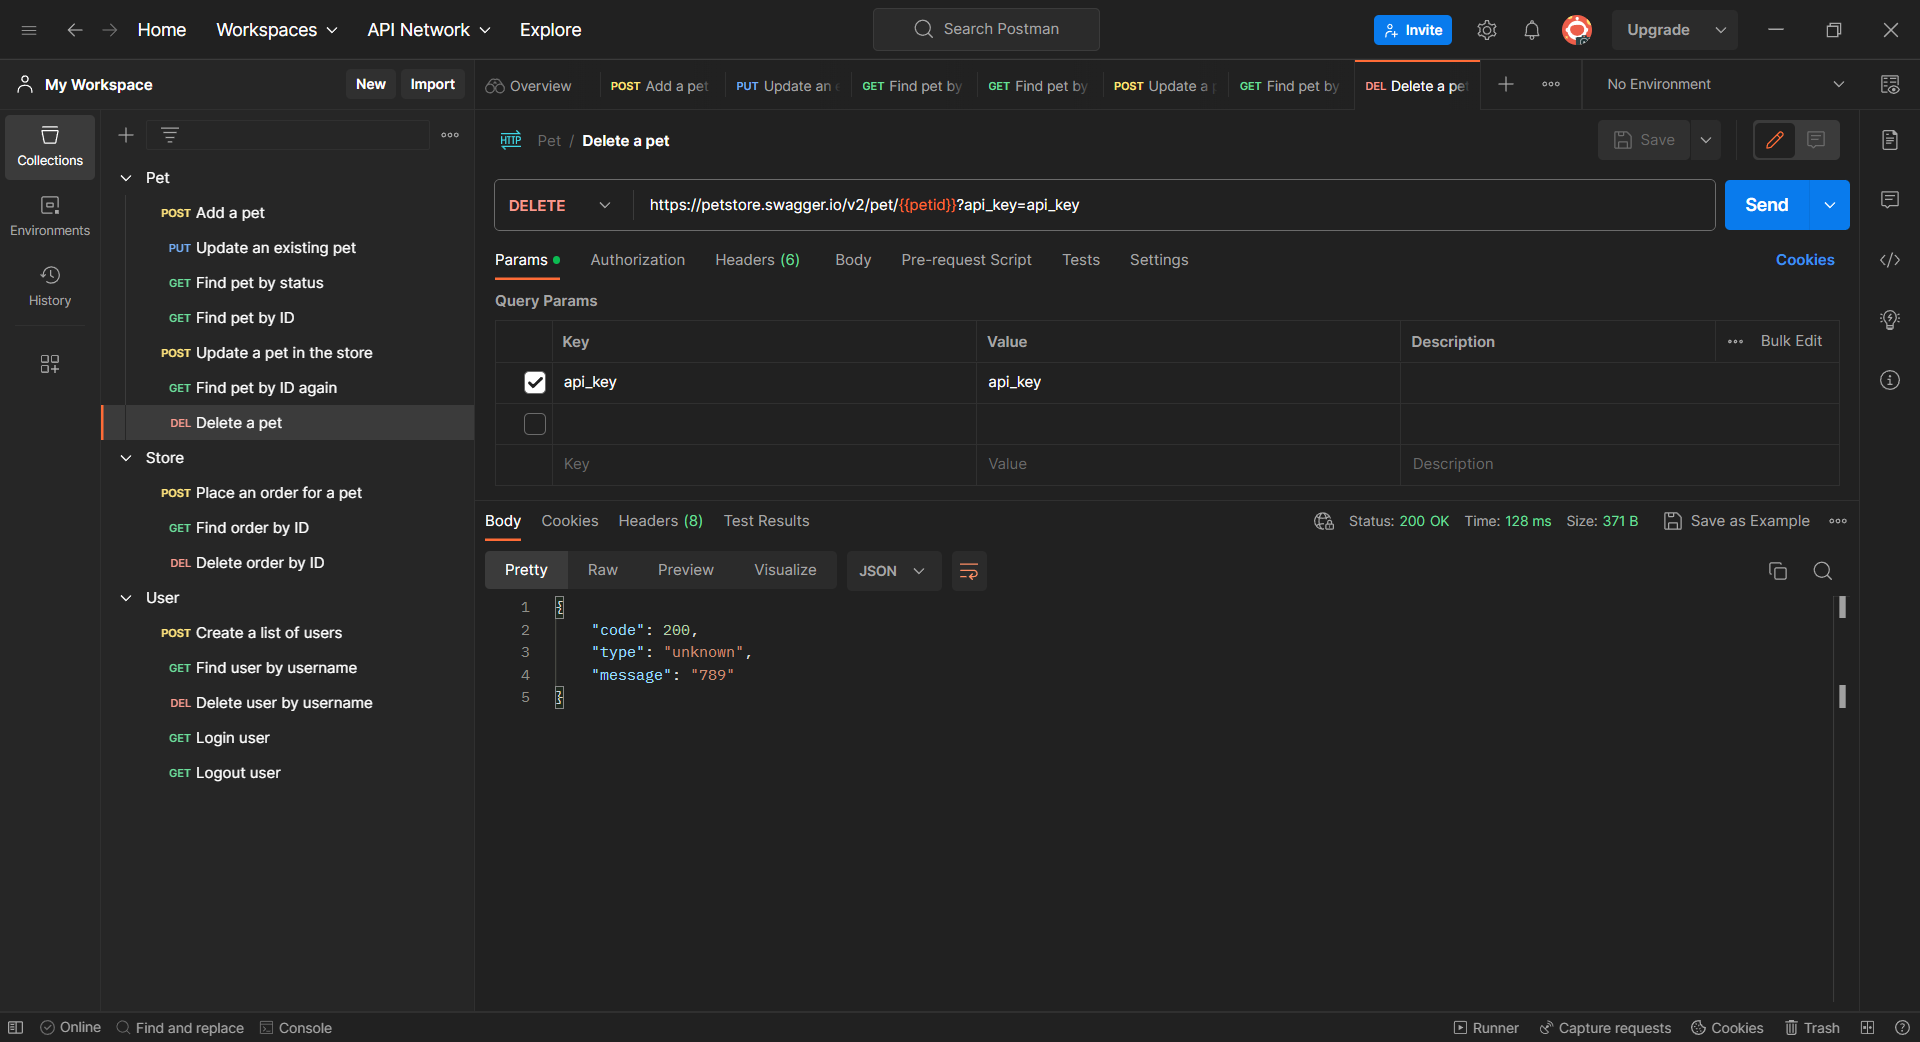 Home Workspaces API Network Explore Search Postman Invite Upgrade
My Workspace New Import Overview POST Add a pet PUT Update an e GET Find pet by GET Find pet by POST Update a p GET Find pet by DEL Delete a pet No Environment
Collections
Environments
History
Pet
POST Add a pet
PUT Update an existing pet
GET Find pet by status
GET Find pet by ID
POST Update a pet in the store
GET Find pet by ID again
DEL Delete a pet
Store
POST Place an order for a pet
GET Find order by ID
DEL Delete order by ID
User
POST Create a list of users
GET Find user by username
DEL Delete user by username
GET Login user
GET Logout user
HTTP Pet / Delete a pet Save
DELETE https://petstore.swagger.io/v2/pet/{{petid}}?api_key=api_key Send
Params Authorization Headers (6) Body Pre-request Script Tests Settings Cookies
Query Params
Key Value Description Bulk Edit
api_key api_key
Key Value Description
Body Cookies Headers (8) Test Results Status: 200 OK Time: 128 ms Size: 371 B Save as Example
Pretty Raw Preview Visualize JSON
1 {
2 "code": 200,
3 "type": "unknown",
4 "message": "789"
5 }
Online Find and replace Console Runner Capture requests Cookies Trash